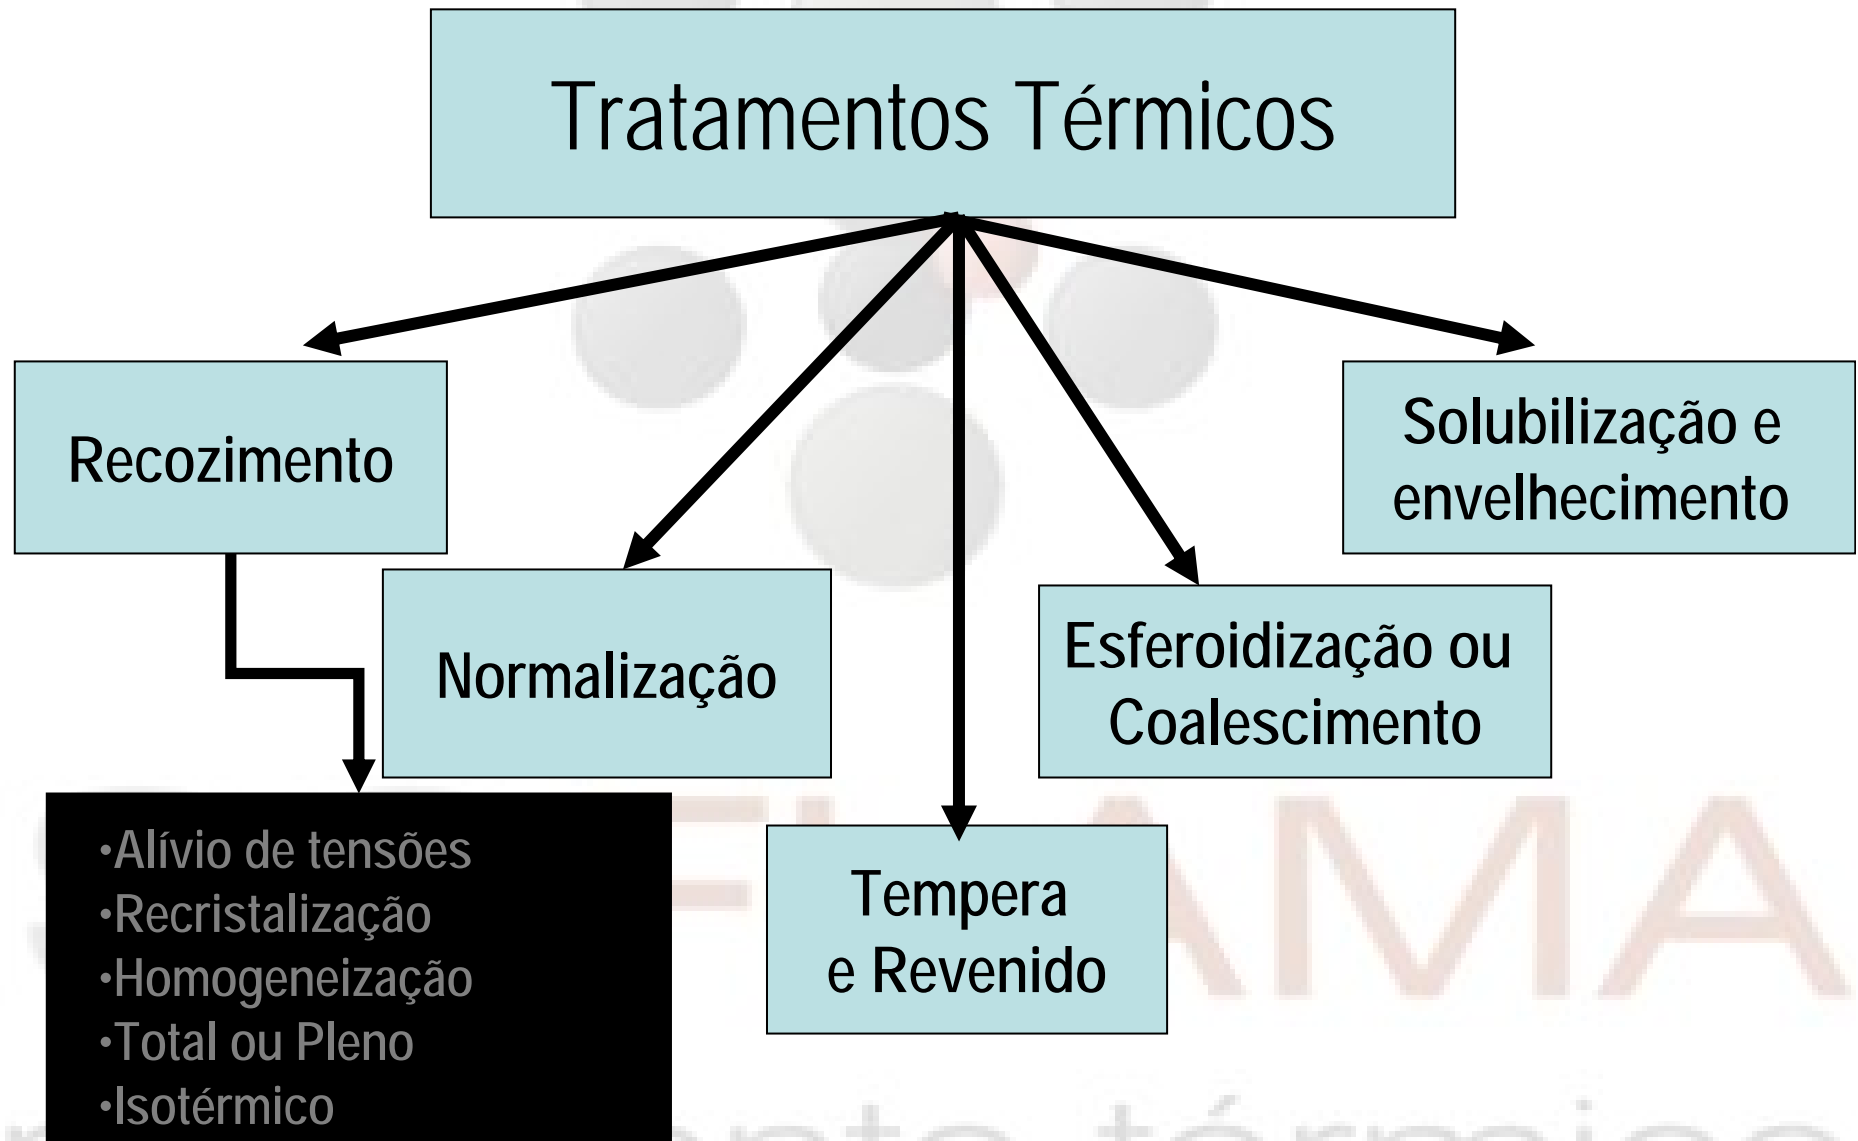 Tratamentos Térmicos
Recozimento
Solubilização e
envelhecimento
Normalização
Esferoidização ou
Coalescimento
Tempera
e Revenido
•Alívio de tensões
•Recristalização
•Homogeneização
•Total ou Pleno
•Isotérmico